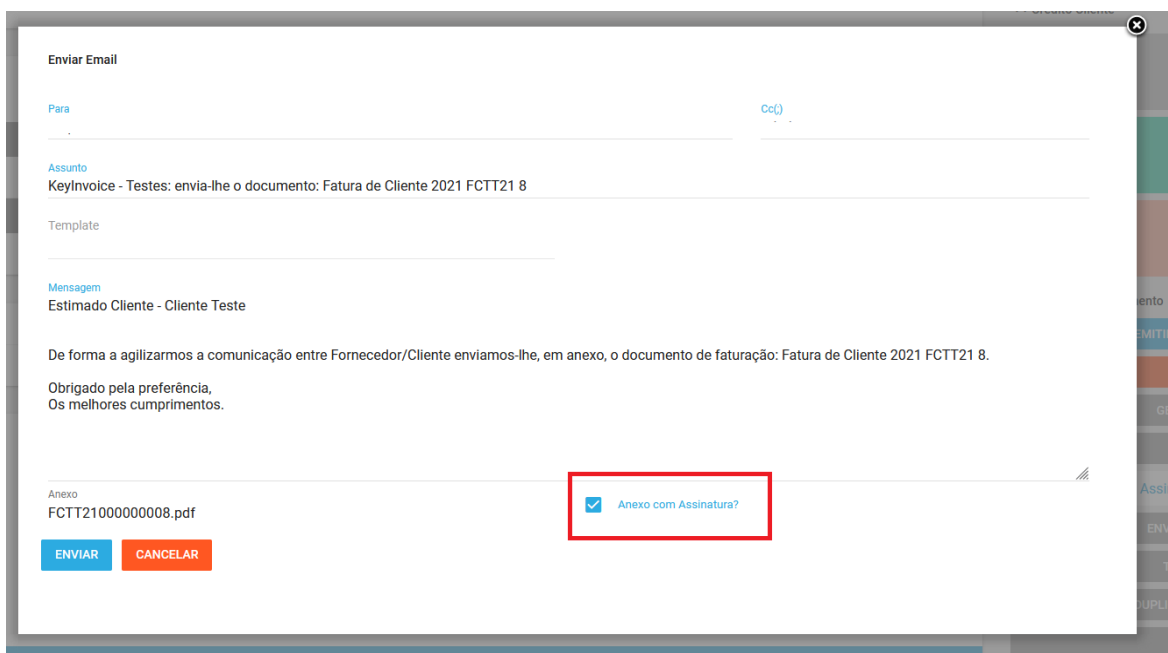 Enviar Email
Para
Cc(;)
Assunto
KeyInvoice - Testes: envia-lhe o documento: Fatura de Cliente 2021 FCTT21 8
Template
Mensagem
Estimado Cliente - Cliente Teste
De forma a agilizarmos a comunicação entre Fornecedor/Cliente enviamos-lhe, em anexo, o documento de faturação: Fatura de Cliente 2021 FCTT21 8.
Obrigado pela preferência,
Os melhores cumprimentos.
Anexo
FCTT21000000008.pdf
Anexo com Assinatura?
ENVIAR
CANCELAR